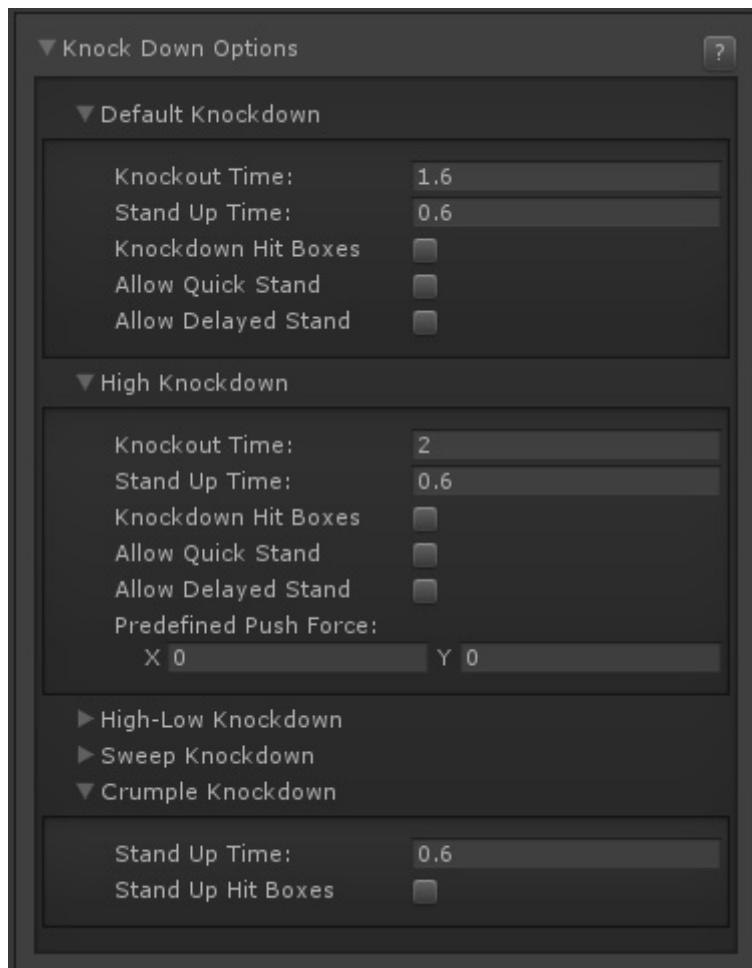 Knock Down Options
?
Default Knockdown
Knockout Time: 1.6
Stand Up Time: 0.6
Knockdown Hit Boxes
Allow Quick Stand
Allow Delayed Stand
High Knockdown
Knockout Time: 2
Stand Up Time: 0.6
Knockdown Hit Boxes
Allow Quick Stand
Allow Delayed Stand
Predefined Push Force:
X 0 Y 0
High-Low Knockdown
Sweep Knockdown
Crumple Knockdown
Stand Up Time: 0.6
Stand Up Hit Boxes